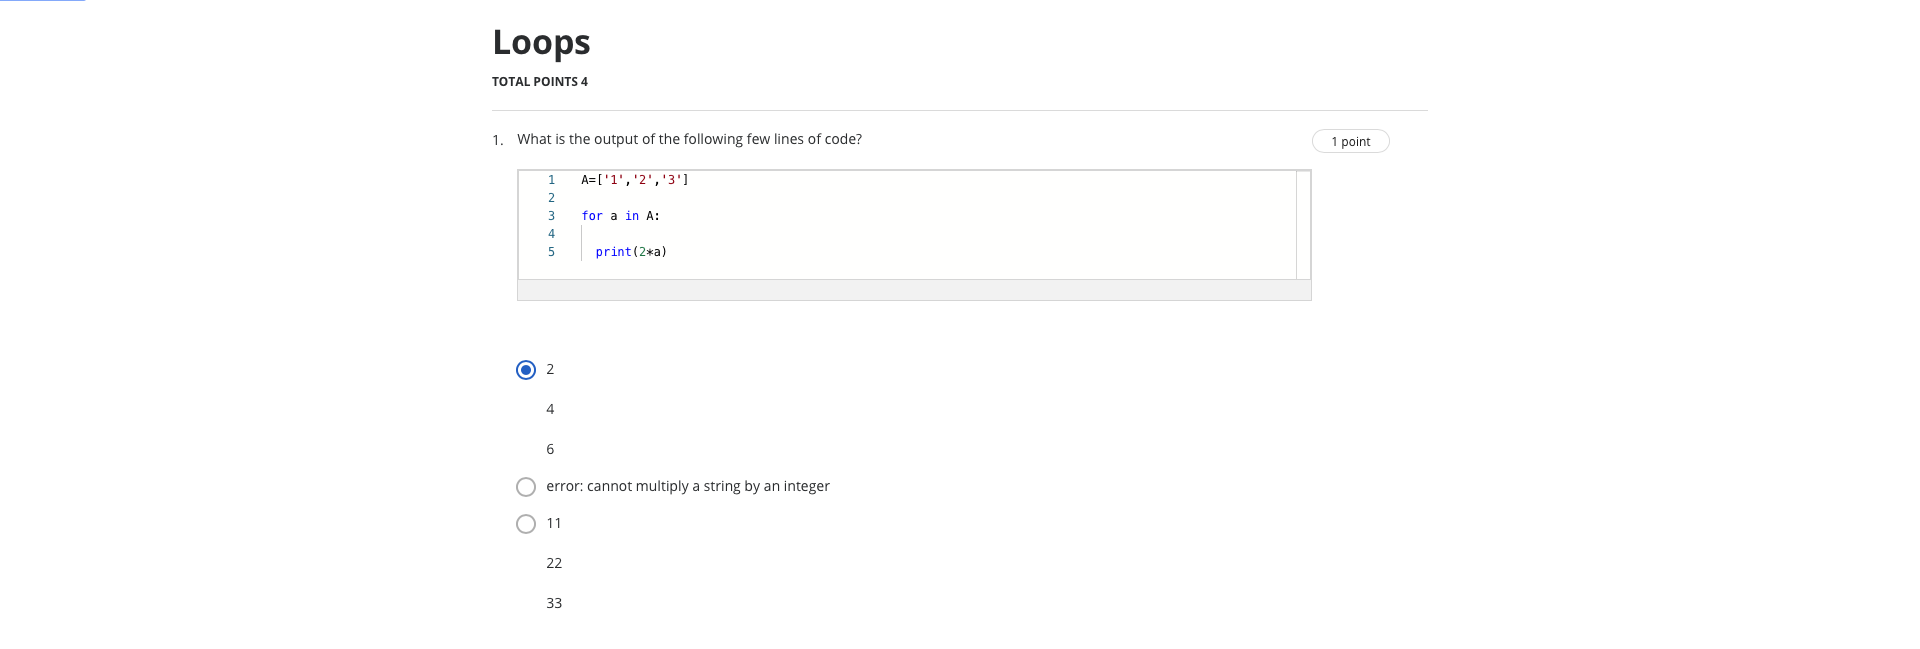 Loops
TOTAL POINTS 4
1. What is the output of the following few lines of code?
1 point
1 A=['1','2','3']
2
3 for a in A:
4
5 print(2*a)
2
4
6
error: cannot multiply a string by an integer
11
22
33